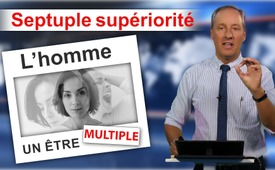 Septuple supériorité
L'homme
UN ÊTRE
MULTIPLE